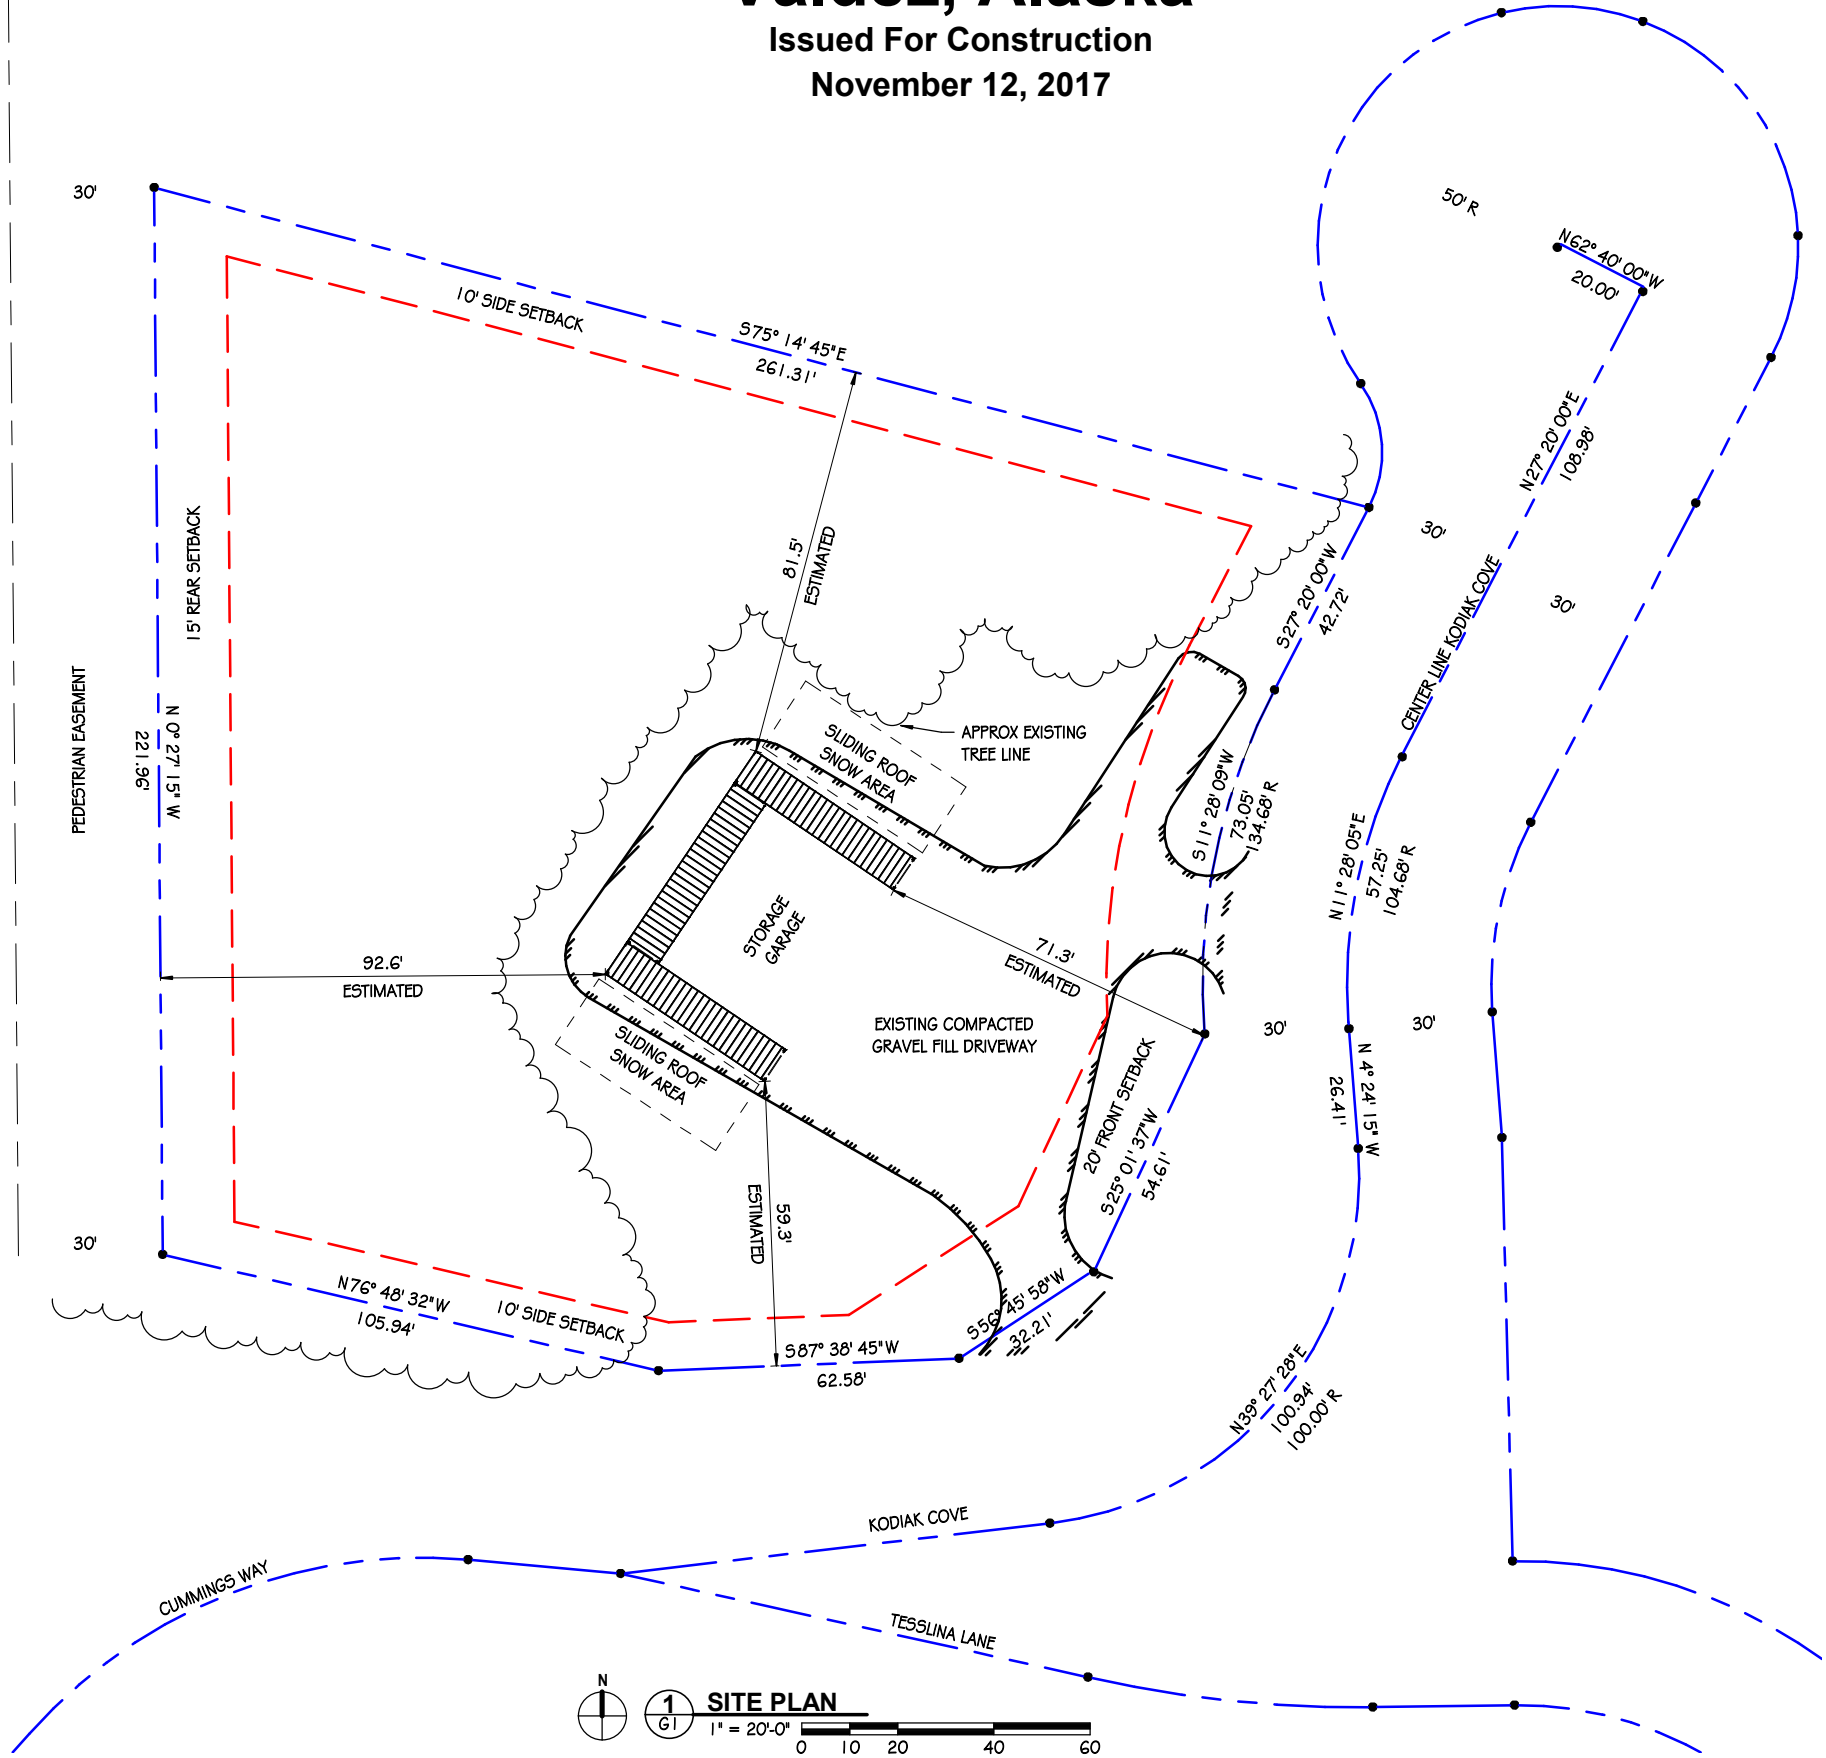 Valdez, Alaska
Issued For Construction
November 12, 2017
30'
50' R
N62° 40' 00"W
20.00'
10' SIDE SETBACK
S75° 14' 45"E
261.31'
N27° 20' 00"E
108.98'
15' REAR SETBACK
81.5'
ESTIMATED
30'
30'
S27° 20' 00"W
42.72'
CENTER LINE KODIAK COVE
PEDESTRIAN EASEMENT
N 0° 27' 15" W
221.96'
SLIDING ROOF
SNOW AREA
APPROX EXISTING
TREE LINE
S11° 28' 09"W
73.05'
134.68' R
N11° 28' 05"E
57.25'
104.68' R
STORAGE
GARAGE
92.6'
ESTIMATED
71.3'
ESTIMATED
EXISTING COMPACTED
GRAVEL FILL DRIVEWAY
30'
30'
SLIDING ROOF
SNOW AREA
20' FRONT SETBACK
S25° 01' 37"W
54.61'
N 4° 24' 15" W
26.41'
59.3'
ESTIMATED
30'
N76° 48' 32"W
105.94'
10' SIDE SETBACK
S87° 38' 45"W
62.58'
S56° 45' 58"W
32.21'
N39° 27' 28"E
100.94'
100.00' R
KODIAK COVE
CUMMINGS WAY
TESSLINA LANE
N
1
G1
SITE PLAN
1" = 20'-0"
0 10 20 40 60